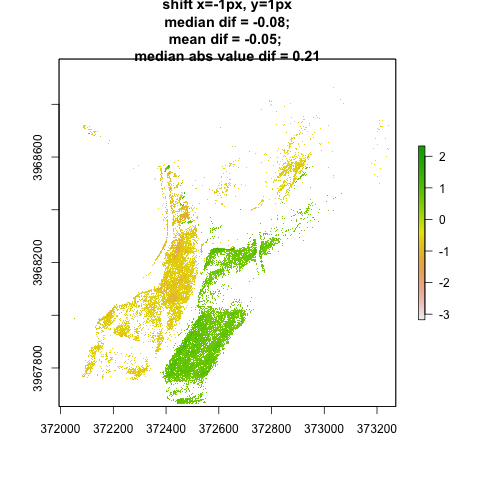 shift x=-1px, y=1px
median dif = -0.08;
mean dif = -0.05;
median abs value dif = 0.21
3968600
3968200
3967800
2
1
0
-1
-2
-3
372000 372200 372400 372600 372800 373000 373200